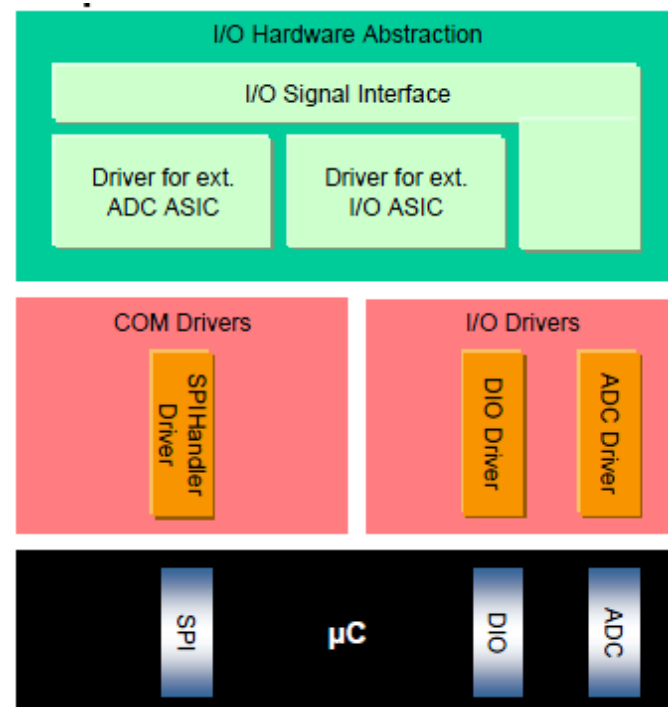 I/O Hardware Abstraction
I/O Signal Interface
Driver for ext.
ADC ASIC
Driver for ext.
I/O ASIC
COM Drivers
SPIHandler
Driver
I/O Drivers
DIO Driver
ADC Driver
SPI
µC
DIO
ADC